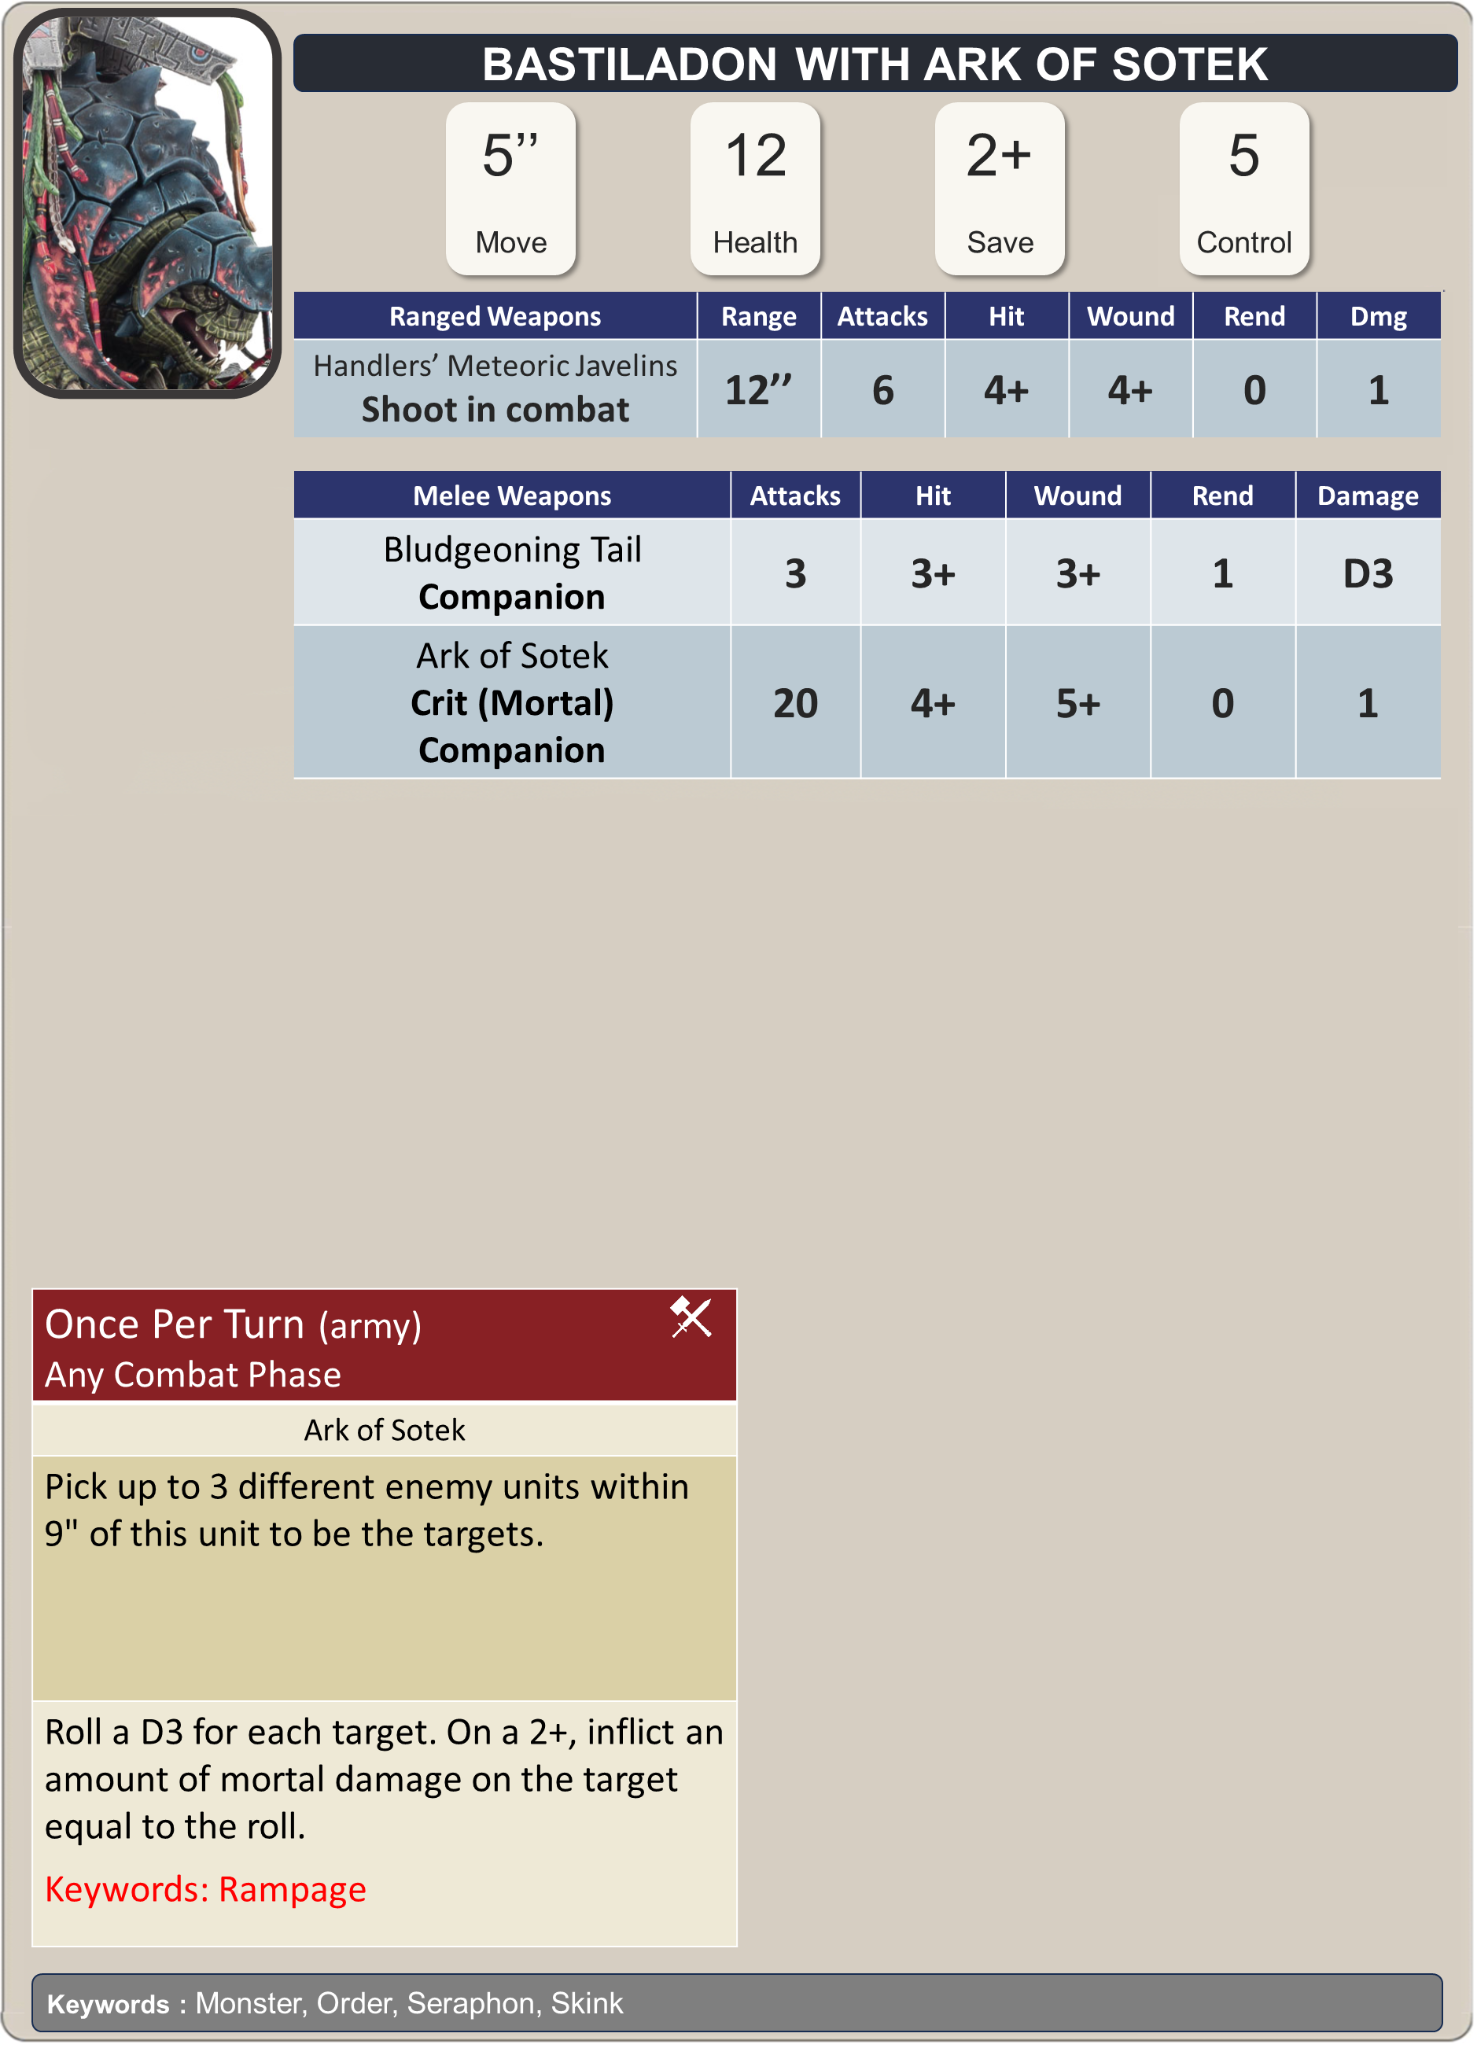 BASTILADON WITH ARK OF SOTEK
5’’ 12 2+ 5
Move Health Save Control
Ranged Weapons Range Attacks Hit Wound Rend Dmg
Handlers’ Meteoric Javelins
Shoot in combat 12’’ 6 4+ 4+ 0 1
Melee Weapons Attacks Hit Wound Rend Damage
Bludgeoning Tail
Companion 3 3+ 3+ 1 D3
Ark of Sotek
Crit (Mortal) 20 4+ 5+ 0 1
Companion
Once Per Turn (army)
Any Combat Phase
Ark of Sotek
Pick up to 3 different enemy units within
9" of this unit to be the targets.
Roll a D3 for each target. On a 2+, inflict an
amount of mortal damage on the target
equal to the roll.
Keywords: Rampage
Keywords : Monster, Order, Seraphon, Skink